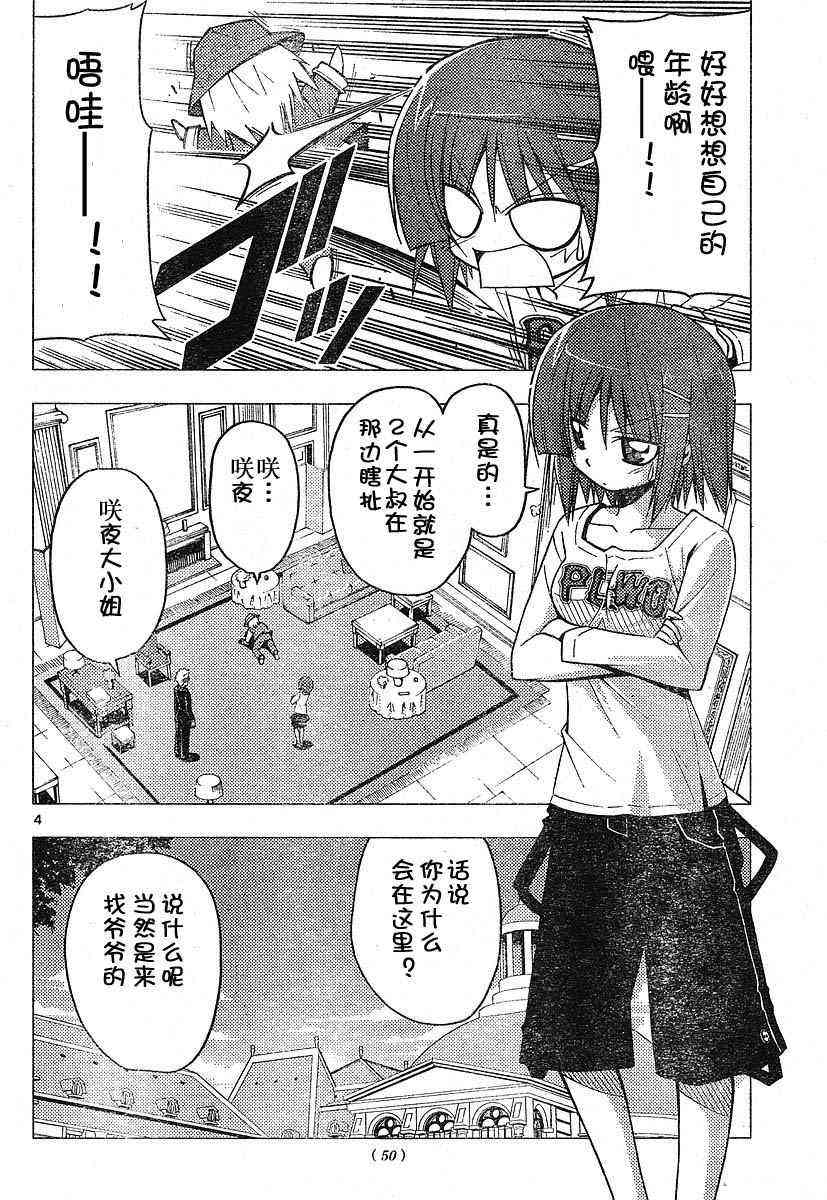 好好想想自己的
年龄啊
喂——！！
唔哇——！！
ズガ
真是的…
从一开始就是
2个大叔在
那边瞎扯
咲…
咲夜
咲夜大小姐
PLWG
4
话说
你为什么
会在这里?
说什么呢
当然是来
找爷爷的
(50)